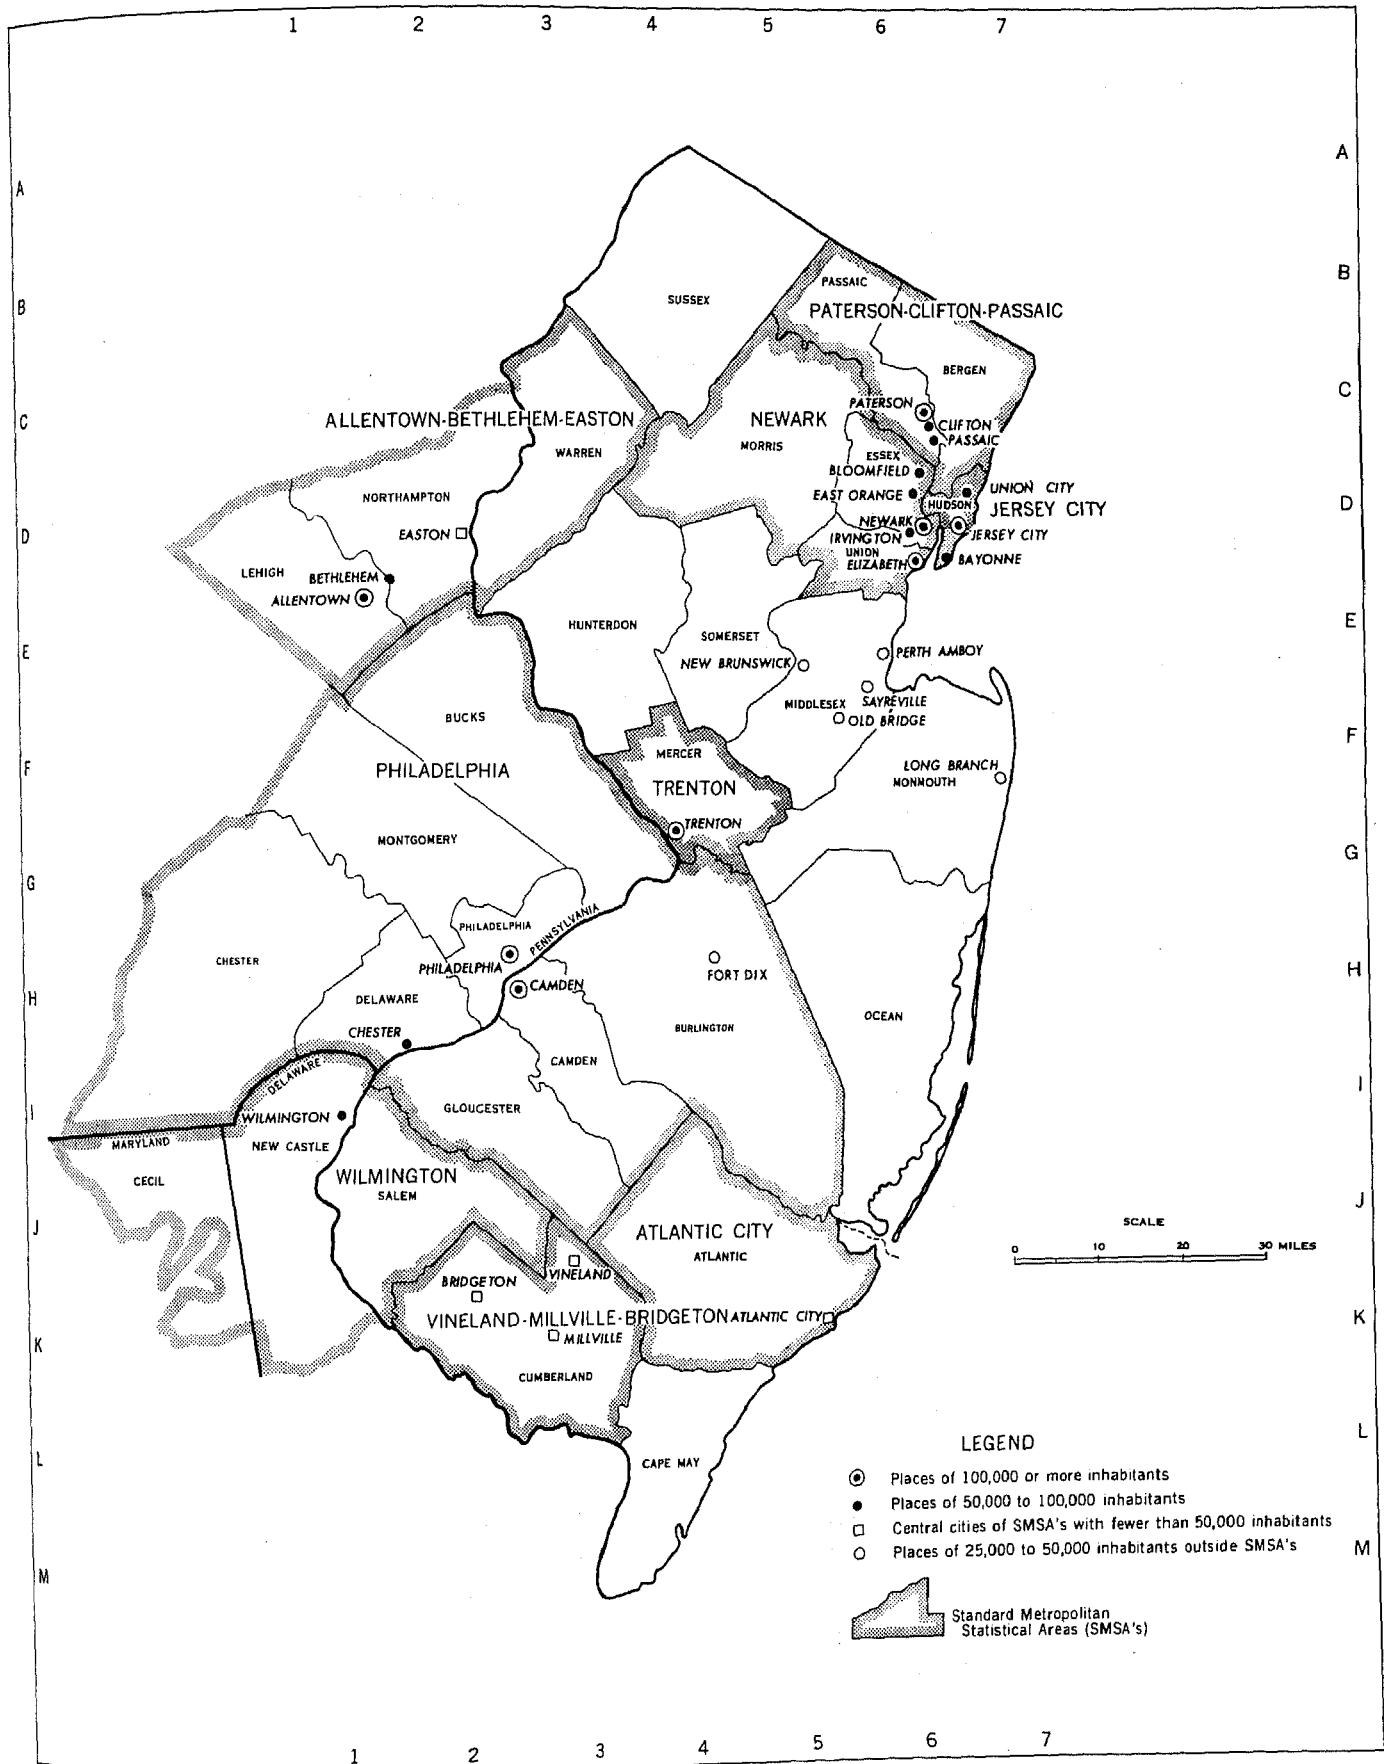 1 2 3 4 5 6 7
A A
B B
C C
D D
E E
F F
G G
H H
I I
J J
K K
L L
M M
SUSSEX
PASSAIC
PATERSON-CLIFTON-PASSAIC
BERGEN
PATERSON
CLIFTON
PASSAIC
ALLENTOWN-BETHLEHEM-EASTON
WARREN
NEWARK
MORRIS
ESSEX
BLOOMFIELD
EAST ORANGE
UNION CITY
HUDSON
JERSEY CITY
NEWARK
JERSEY CITY
IRVINGTON
UNION
ELIZABETH
BAYONNE
NORTHAMPTON
EASTON
LEHIGH
BETHLEHEM
ALLENTOWN
HUNTERDON
SOMERSET
NEW BRUNSWICK
PERTH AMBOY
MIDDLESEX
SAYREVILLE
OLD BRIDGE
BUCKS
MERCER
TRENTON
TRENTON
LONG BRANCH
MONMOUTH
PHILADELPHIA
MONTGOMERY
PHILADELPHIA
PENNSYLVANIA
PHILADELPHIA
CAMDEN
CHESTER
DELAWARE
CHESTER
FORT DIX
BURLINGTON
OCEAN
CAMDEN
DELAWARE
GLOUCESTER
WILMINGTON
NEW CASTLE
MARYLAND
CECIL
WILMINGTON
SALEM
ATLANTIC CITY
ATLANTIC
SCALE
0 10 20 30 MILES
VINELAND
BRIDGETON
VINELAND-MILLVILLE-BRIDGETON
ATLANTIC CITY
MILLVILLE
CUMBERLAND
CAPE MAY
LEGEND
Places of 100,000 or more inhabitants
Places of 50,000 to 100,000 inhabitants
Central cities of SMSA's with fewer than 50,000 inhabitants
Places of 25,000 to 50,000 inhabitants outside SMSA's
Standard Metropolitan
Statistical Areas (SMSA's)
1 2 3 4 5 6 7